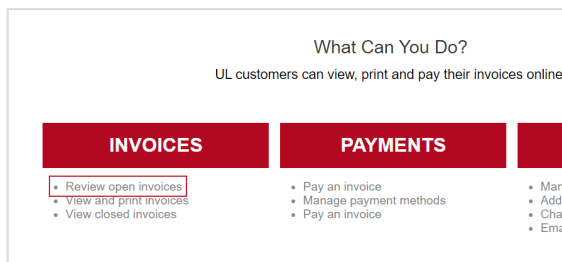 What Can You Do?
UL customers can view, print and pay their invoices online
INVOICES
Review open invoices
View and print invoices
View closed invoices
PAYMENTS
Pay an invoice
Manage payment methods
Pay an invoice